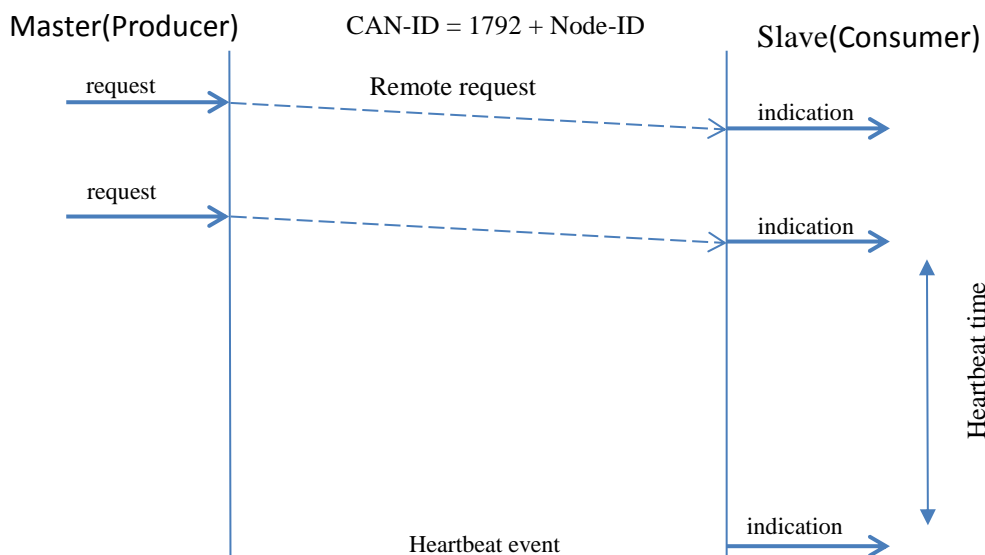 Master(Producer)
CAN-ID = 1792 + Node-ID
Slave(Consumer)
request
Remote request
indication
request
indication
Heartbeat time
Heartbeat event
indication